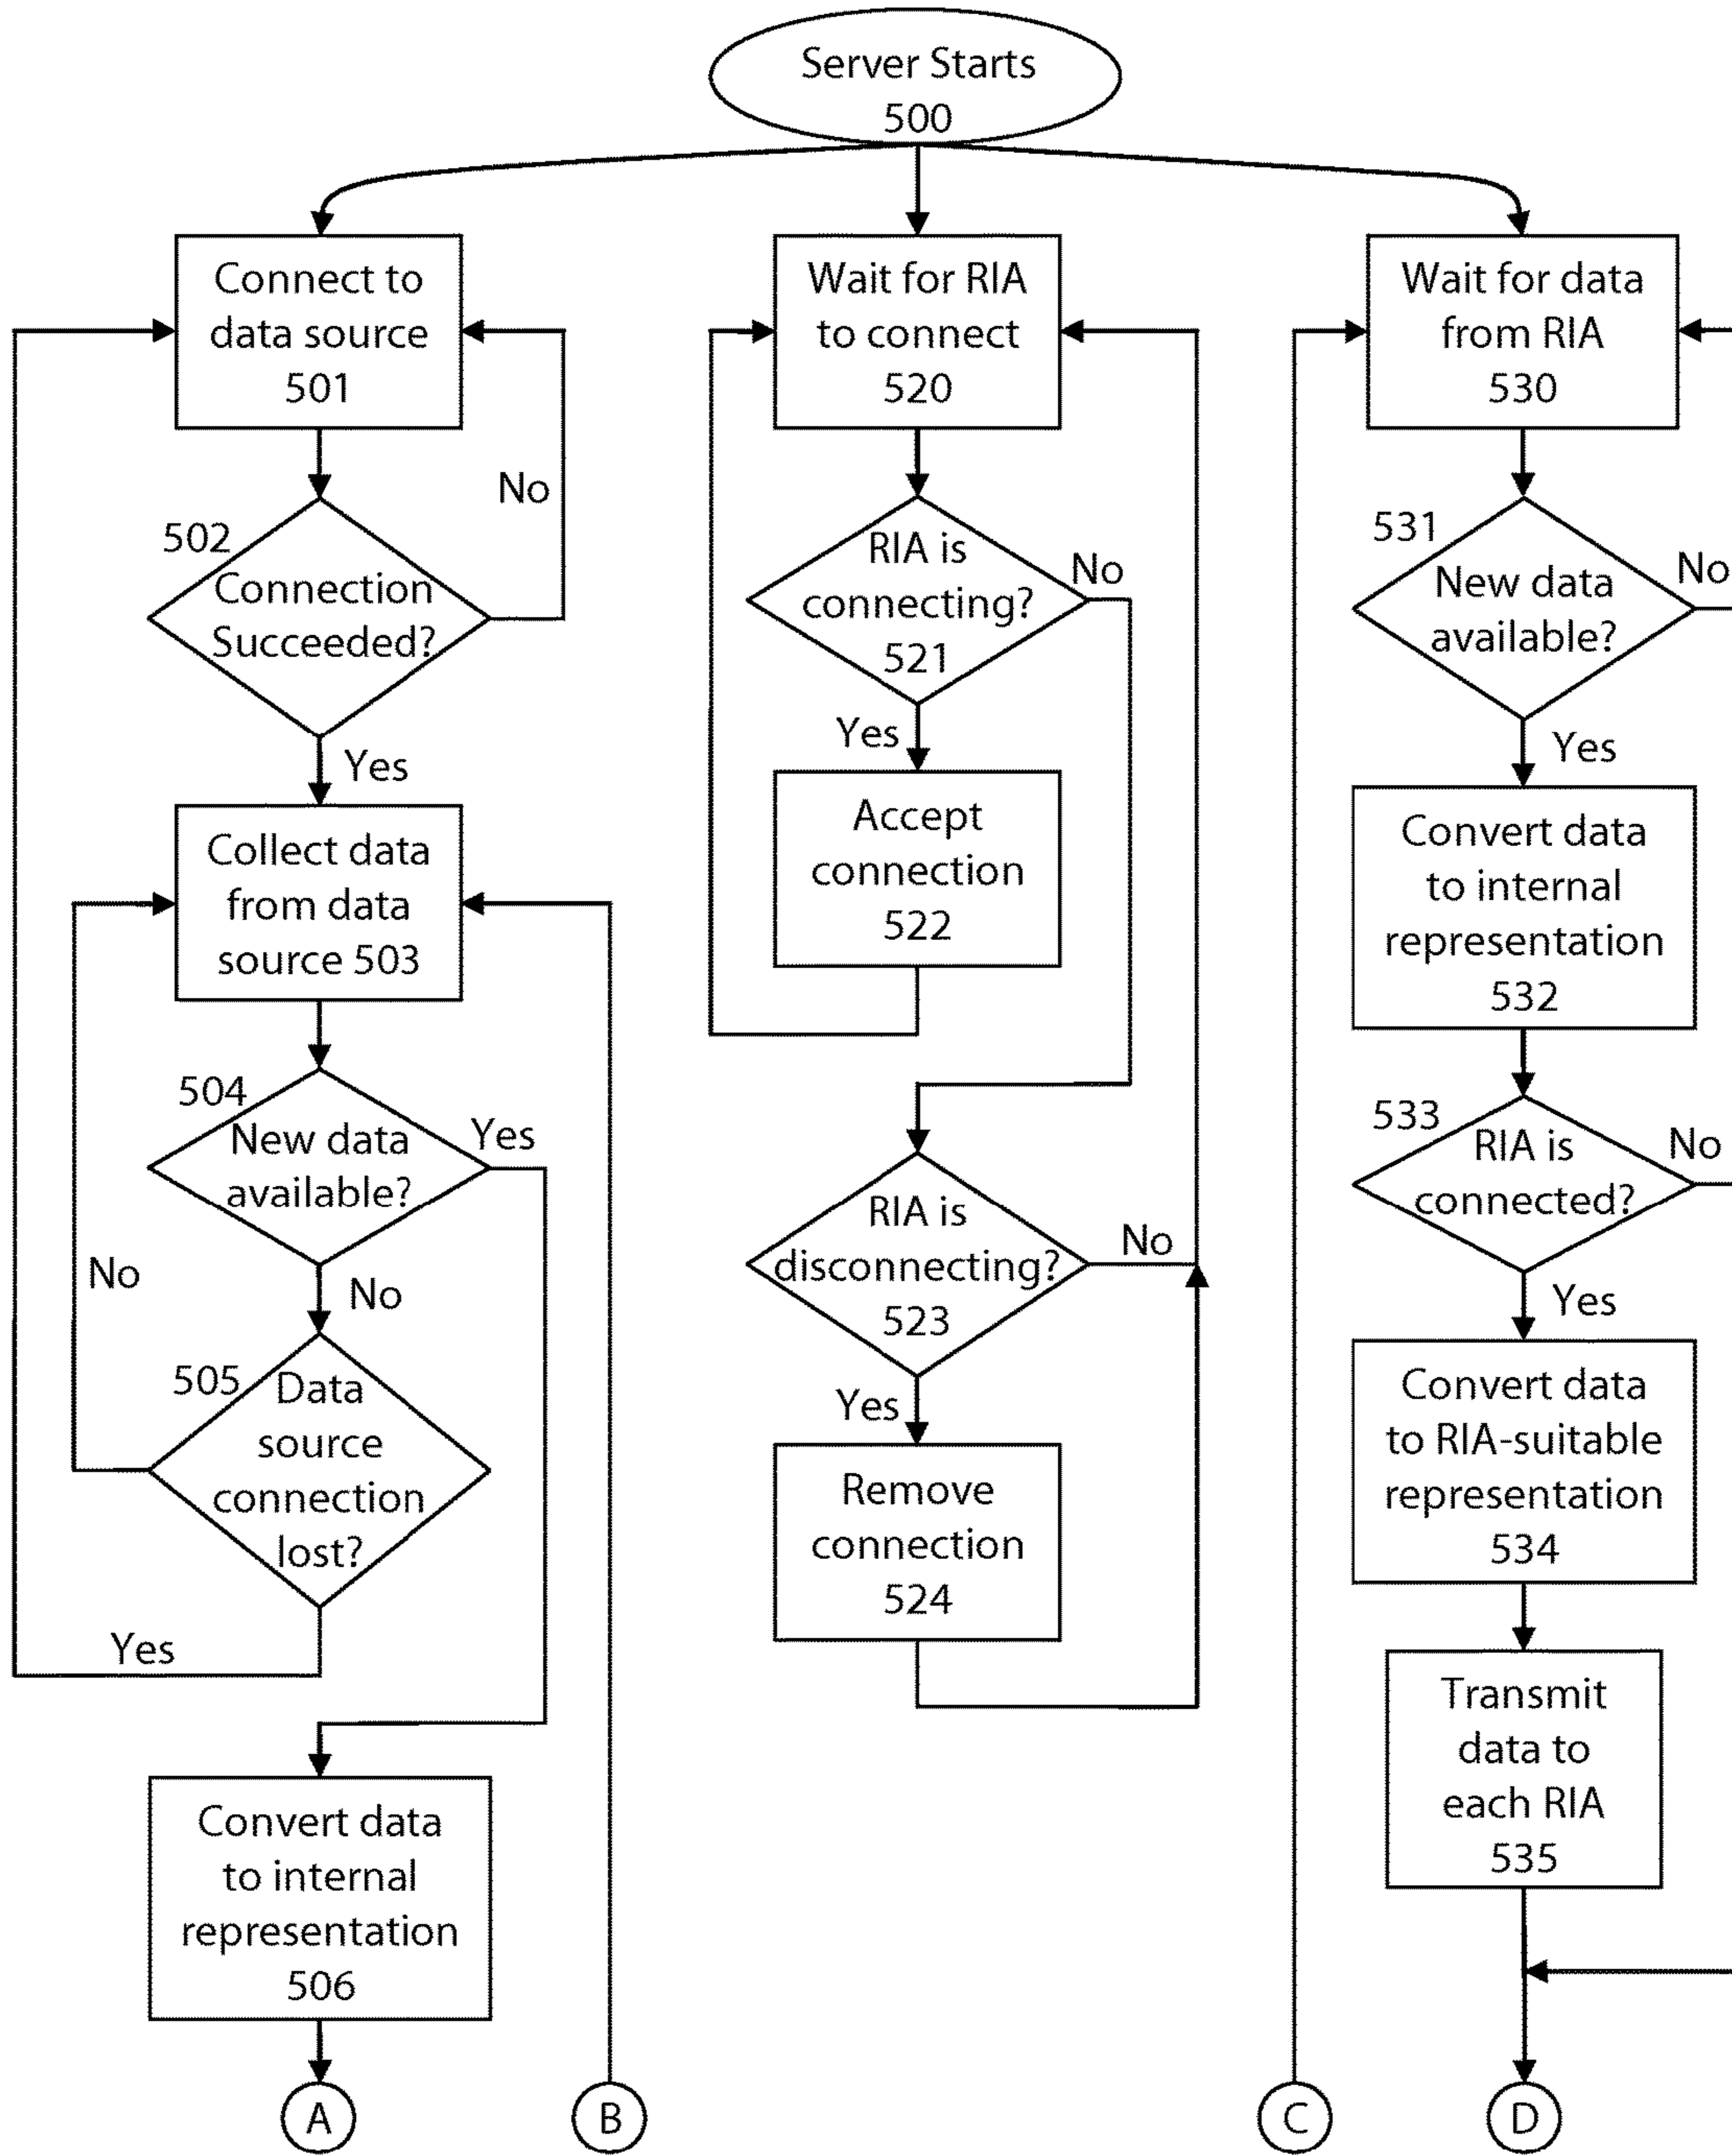 Server Starts
500
Connect to
data source
501
No
502
Connection
Succeeded?
Yes
Collect data
from data
source 503
504
New data
available?
Yes
No
No
505
Data
source
connection
lost?
Yes
Convert data
to internal
representation
506
A
B
Wait for RIA
to connect
520
RIA is
connecting?
521
No
Yes
Accept
connection
522
RIA is
disconnecting?
523
No
Yes
Remove
connection
524
Wait for data
from RIA
530
531
New data
available?
No
Yes
Convert data
to internal
representation
532
533
RIA is
connected?
No
Yes
Convert data
to RIA-suitable
representation
534
Transmit
data to
each RIA
535
C
D